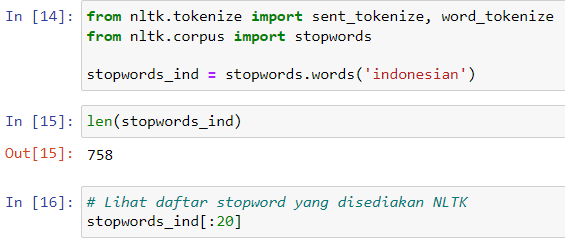 In [14]: from nltk.tokenize import sent_tokenize, word_tokenize
from nltk.corpus import stopwords
stopwords_ind = stopwords.words('indonesian')
In [15]: len(stopwords_ind)
Out[15]: 758
In [16]: # Lihat daftar stopword yang disediakan NLTK
stopwords_ind[:20]